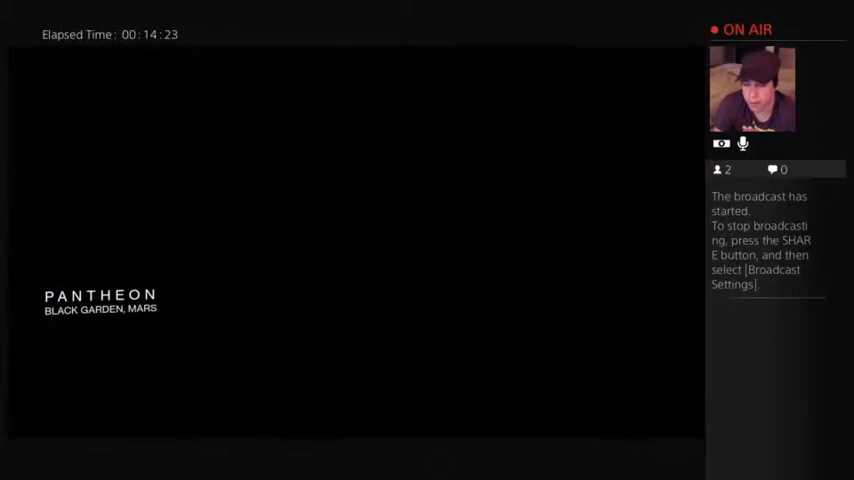 Elapsed Time : 00:14:23
ON AIR
2
0
The broadcast has
started.
To stop broadcasti
ng, press the SHAR
E button, and then
select [Broadcast
Settings].
PANTHEON
BLACK GARDEN, MARS